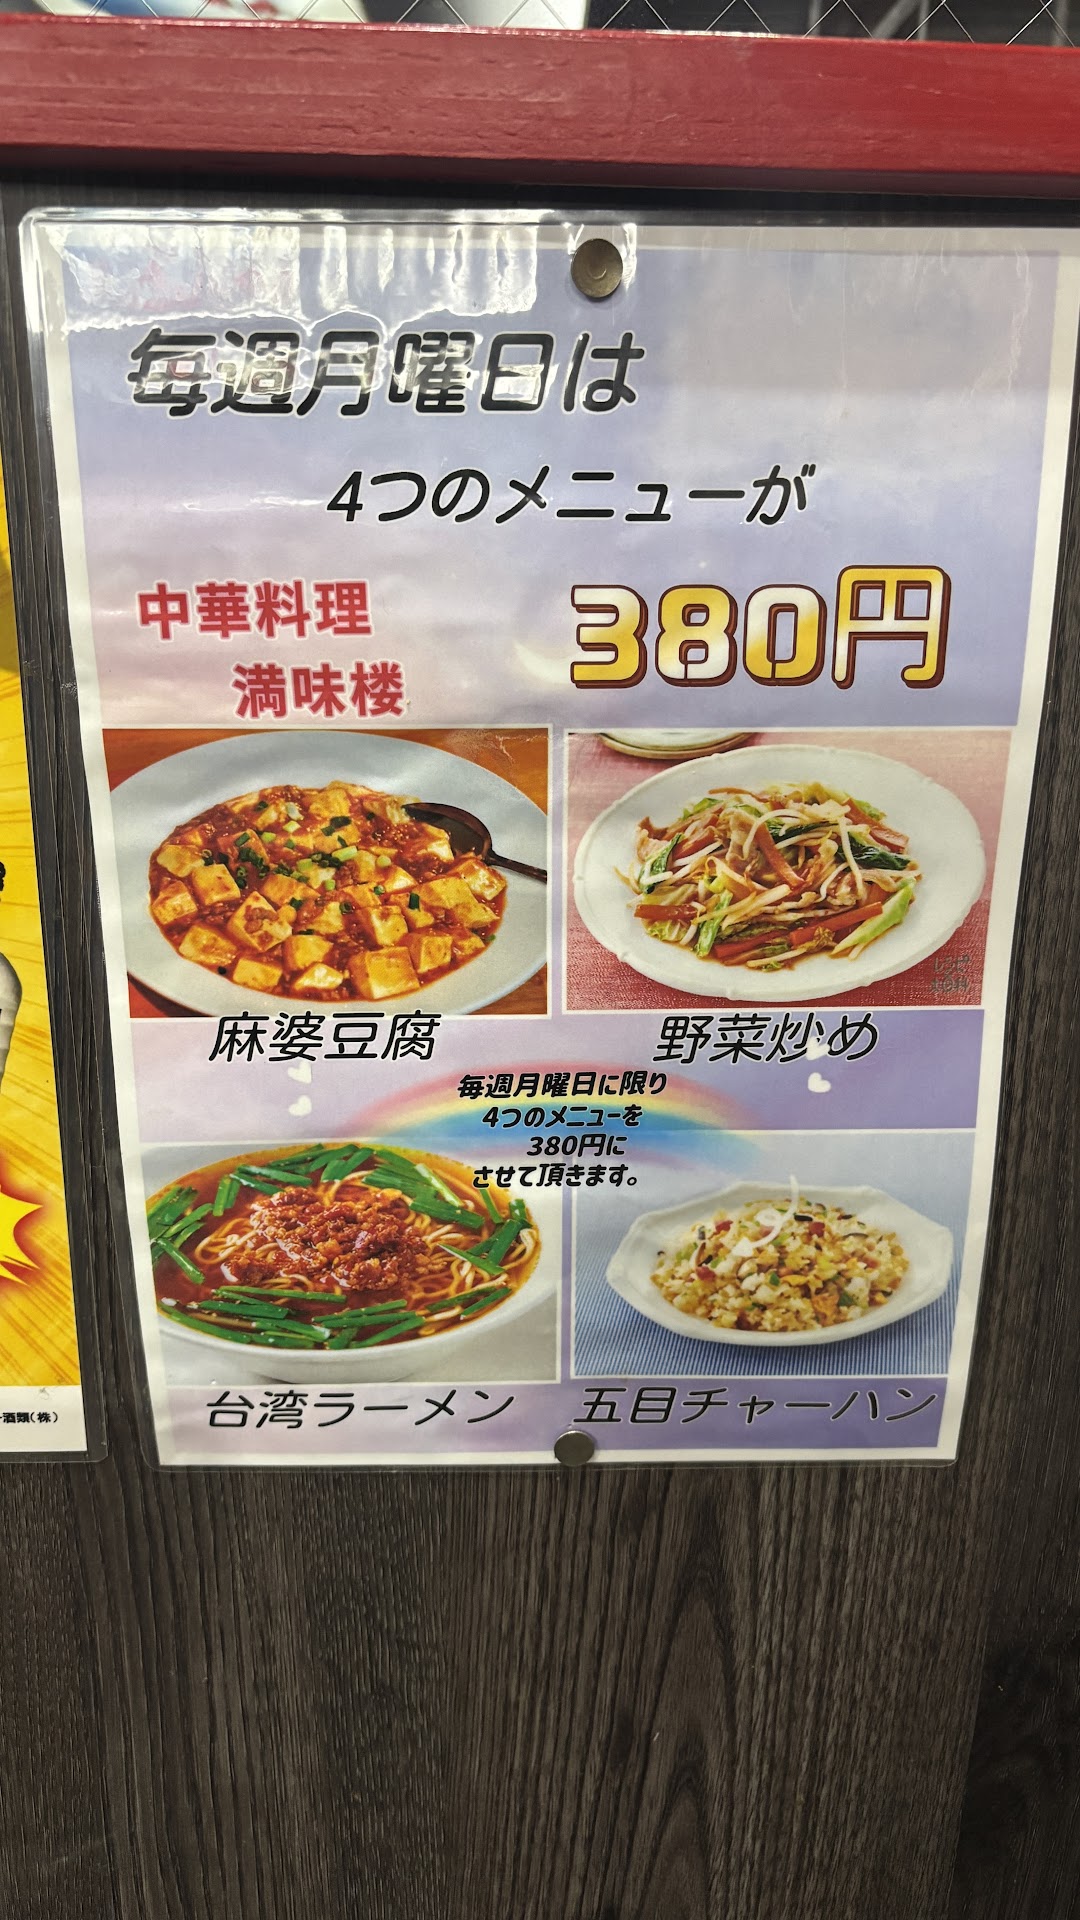 毎週月曜日は
4つのメニューが
中華料理
満味楼
380円
麻婆豆腐
野菜炒め
毎週月曜日に限り
4つのメニューを
380円に
させて頂きます。
台湾ラーメン
五目チャーハン
酒類(株)